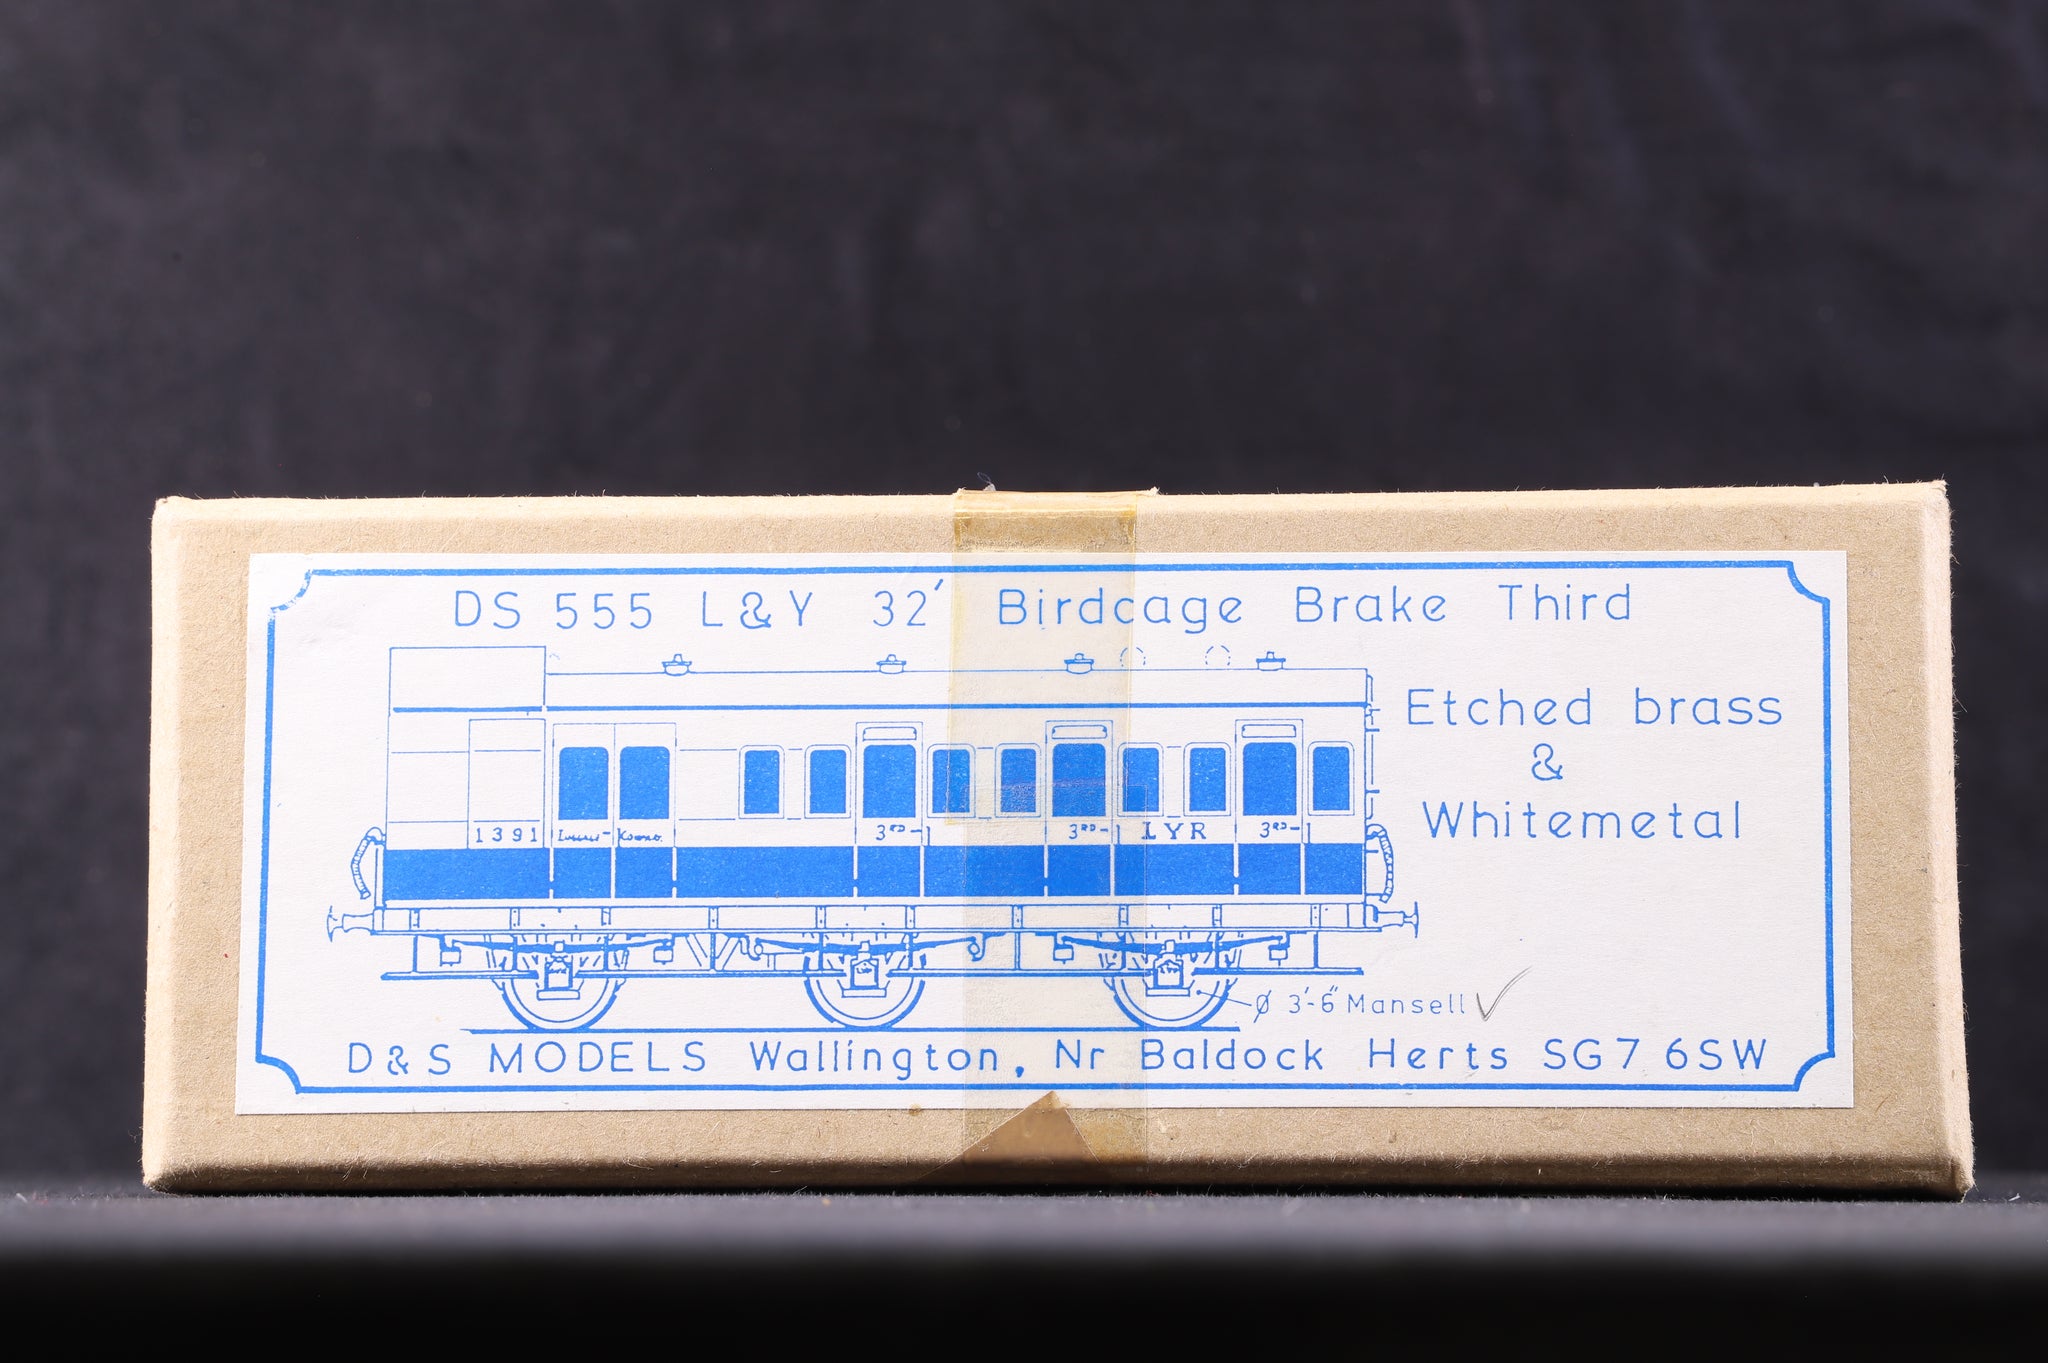 DS 555 L&Y 32' Birdcage Brake Third
Etched brass
&
Whitemetal
1391
3RD
3RD
LYR
3RD
Ø 3'-6" Mansell ✓
D&S MODELS Wallington, Nr Baldock Herts SG7 6SW